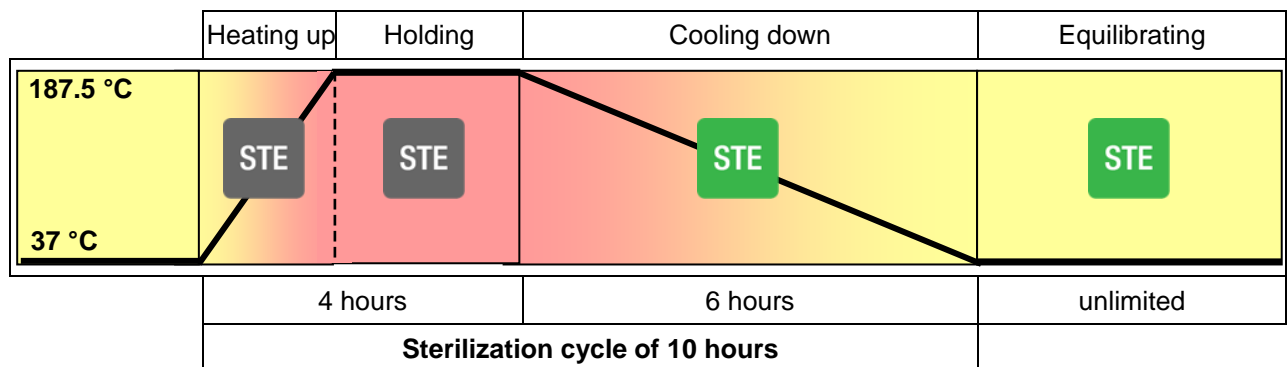 Heating up Holding Cooling down Equilibrating
187.5 °C
STE STE STE STE
37 °C
4 hours 6 hours unlimited
Sterilization cycle of 10 hours